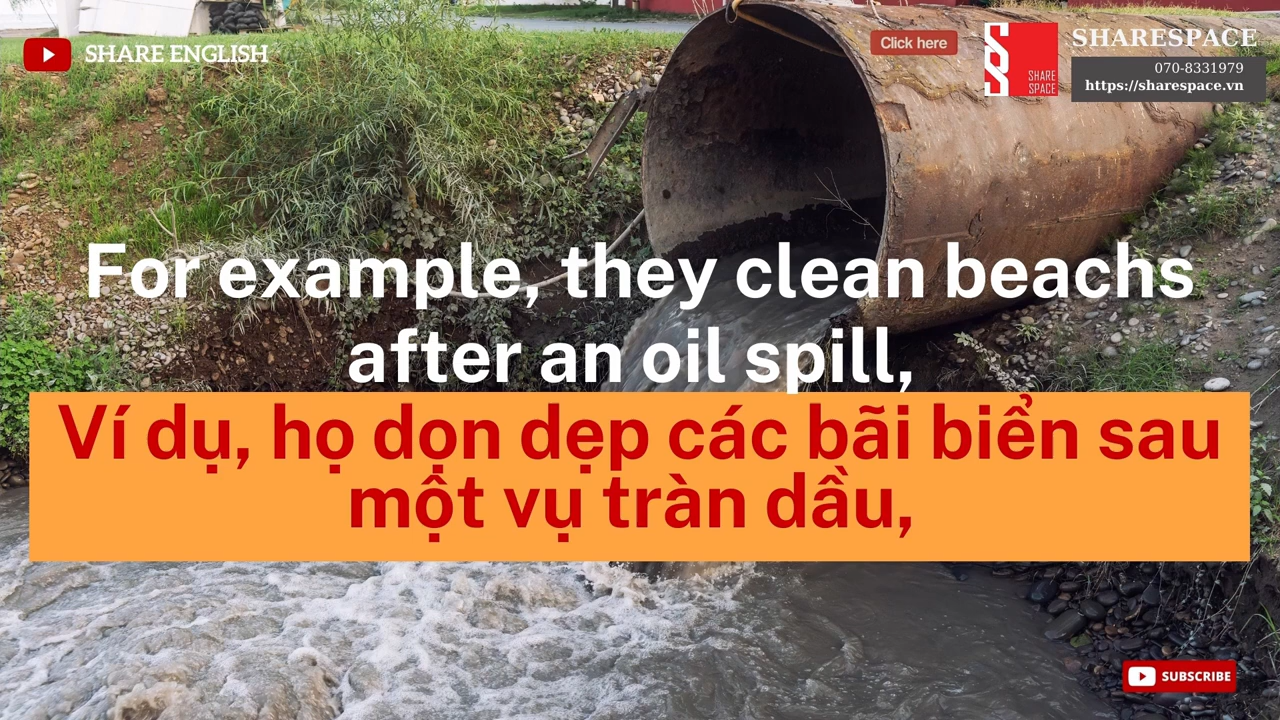 SHARE ENGLISH
Click here
SHARE
SPACE
SHARESPACE
070-8331979
https://sharespace.vn
For example, they clean beachs
after an oil spill,
Ví dụ, họ dọn dẹp các bãi biển sau
một vụ tràn dầu,
SUBSCRIBE